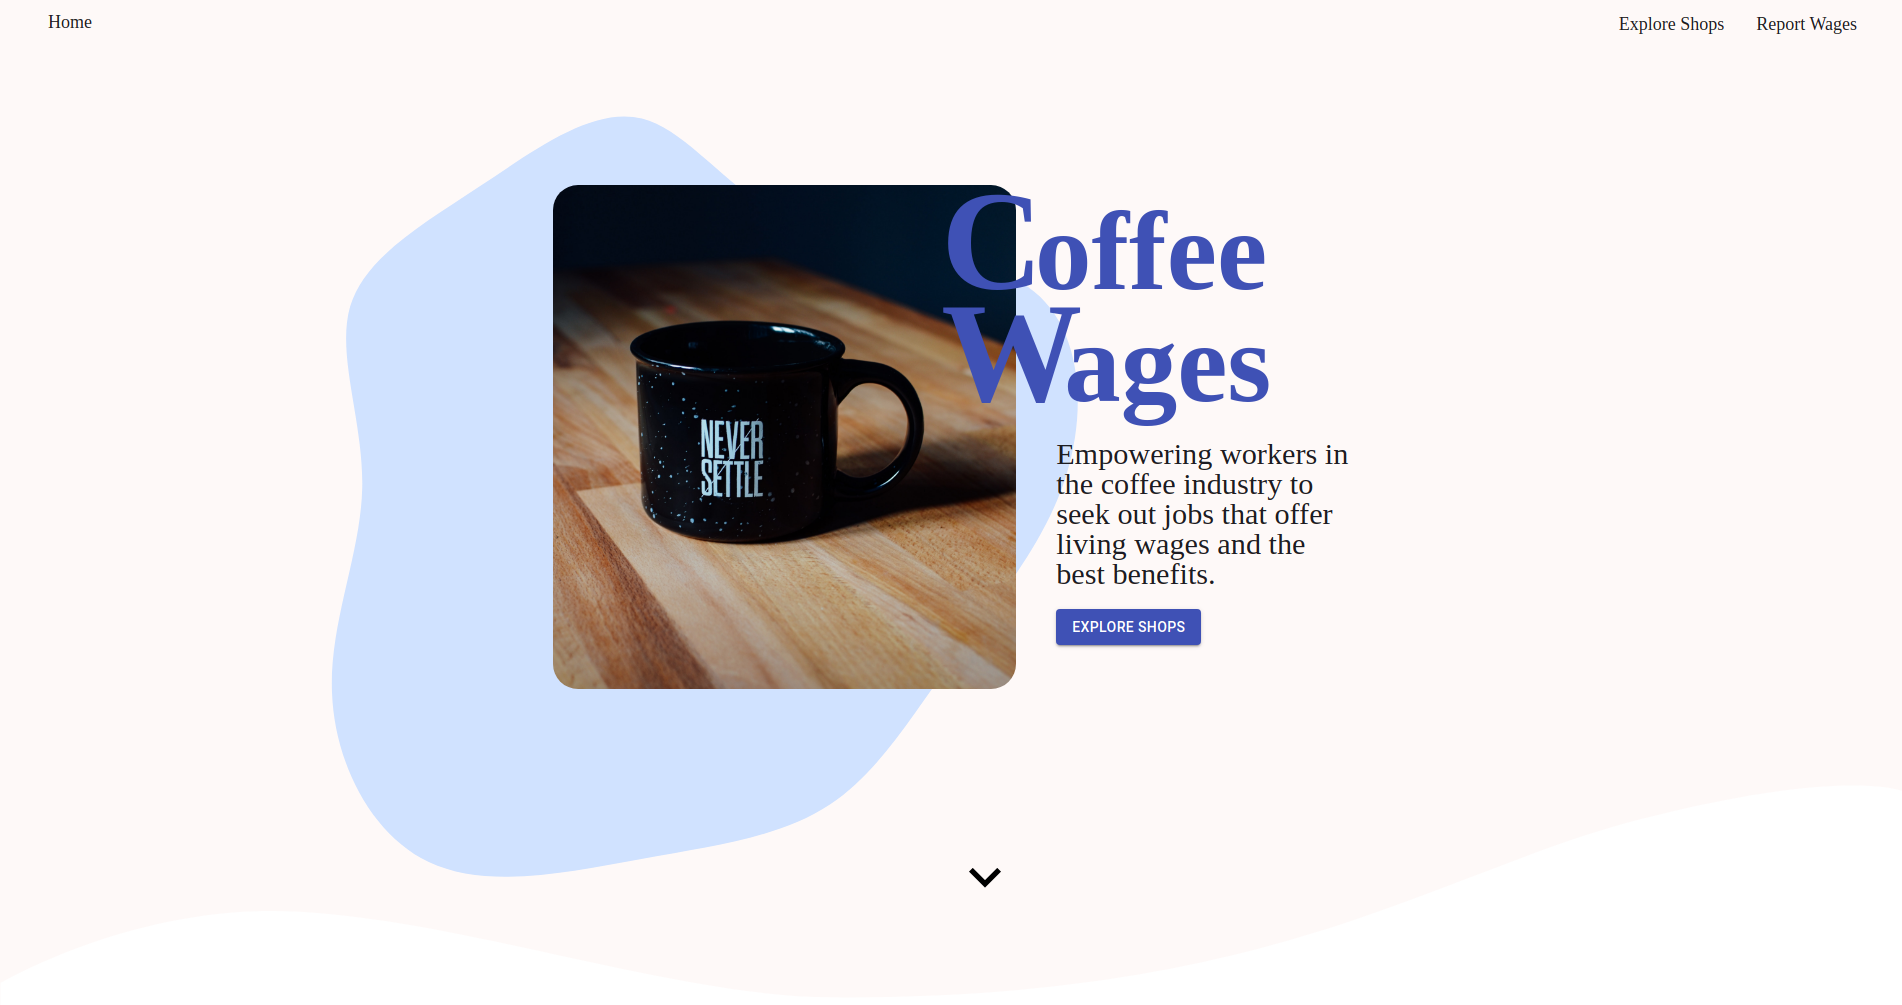 Home
Explore Shops
Report Wages
Coffee
Wages
NEVER
SETTLE
Empowering workers in
the coffee industry to
seek out jobs that offer
living wages and the
best benefits.
EXPLORE SHOPS